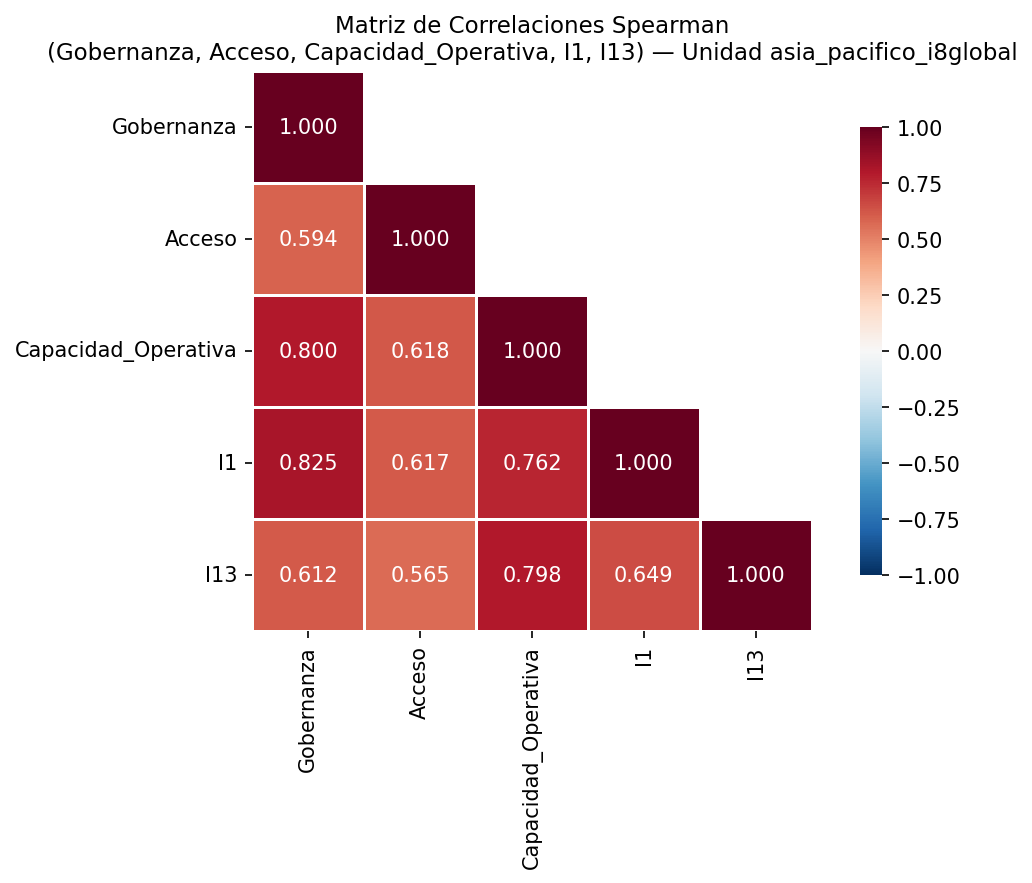 Matriz de Correlaciones Spearman
(Gobernanza, Acceso, Capacidad_Operativa, I1, I13) — Unidad asia_pacifico_i8global
Gobernanza 1.000
Acceso 0.594 1.000
Capacidad_Operativa 0.800 0.618 1.000
I1 0.825 0.617 0.762 1.000
I13 0.612 0.565 0.798 0.649 1.000
Gobernanza
Acceso
Capacidad_Operativa
I1
I13
1.00
0.75
0.50
0.25
0.00
−0.25
−0.50
−0.75
−1.00